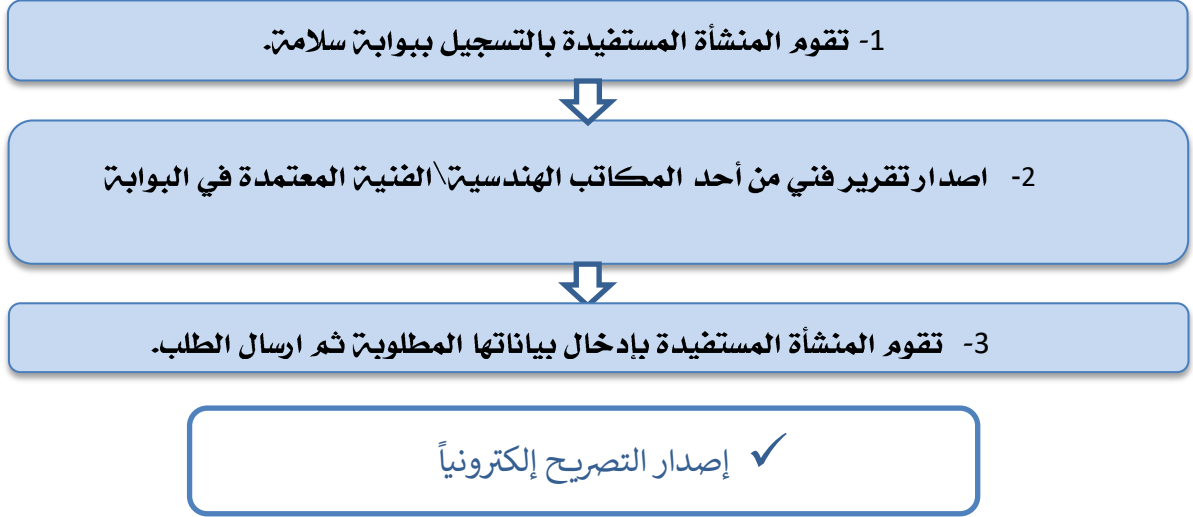 1- تقوم المنشأة المستفيدة بالتسجيل ببوابة سلامة.
2- اصدار تقرير فني من أحد المكاتب الهندسية\الفنية المعتمدة في البوابة
3- تقوم المنشأة المستفيدة بإدخال بياناتها المطلوبة ثم ارسال الطلب.
✓ إصدار التصريح إلكترونياً